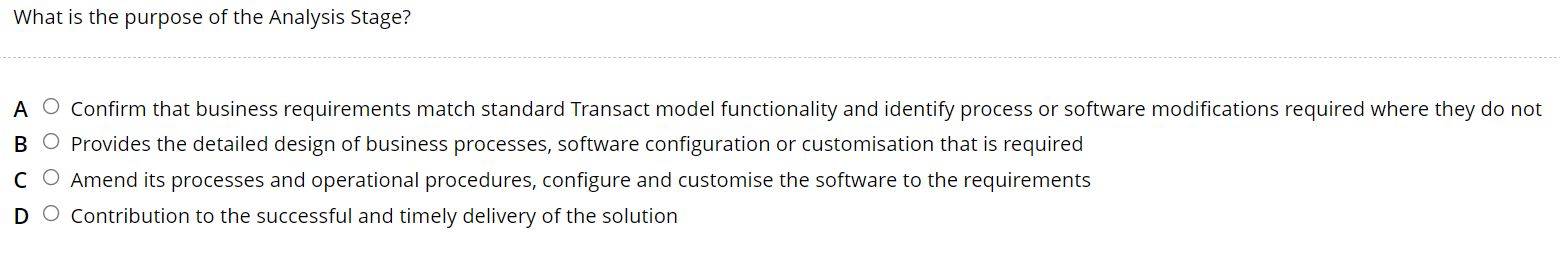 What is the purpose of the Analysis Stage?
A Confirm that business requirements match standard Transact model functionality and identify process or software modifications required where they do not
B Provides the detailed design of business processes, software configuration or customisation that is required
C Amend its processes and operational procedures, configure and customise the software to the requirements
D Contribution to the successful and timely delivery of the solution